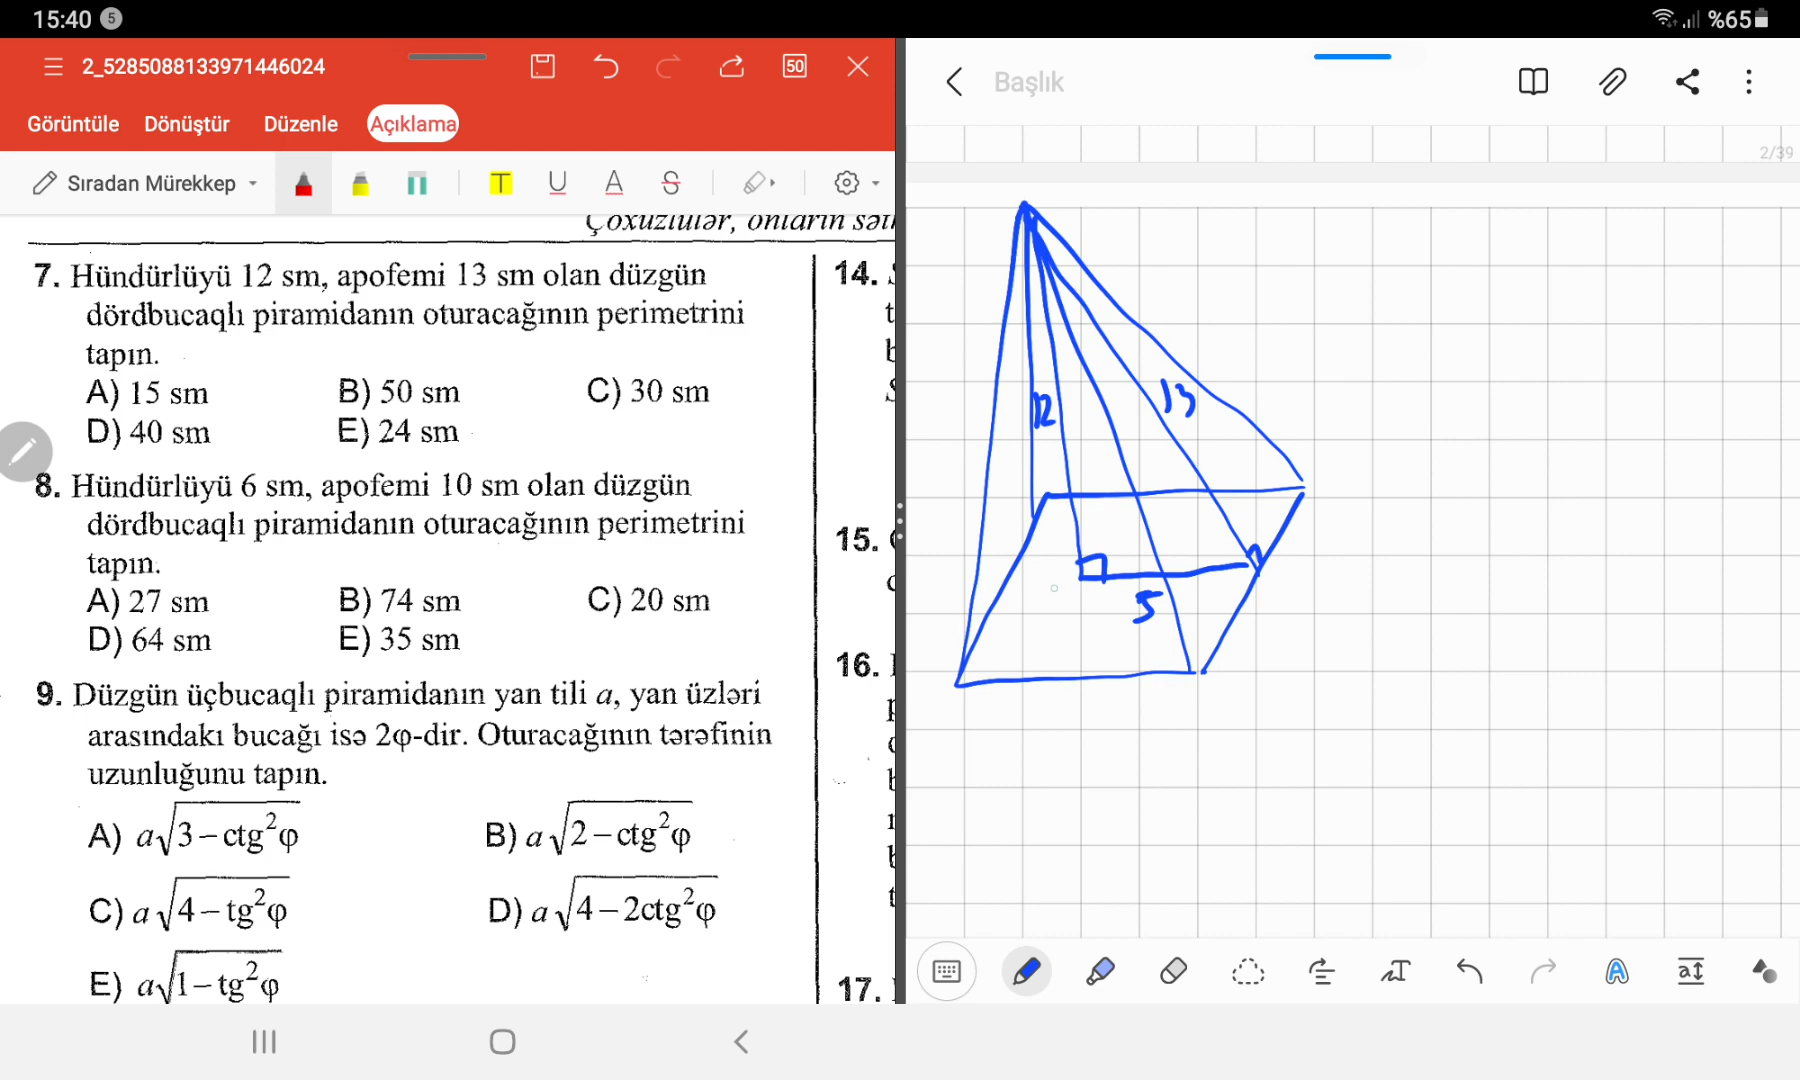 15:40 5 %65
2_5285088133971446024 50
Görüntüle Dönüştür Düzenle Açıklama
Sıradan Mürekkep T U A S
Çoxüzlülər, onların
7. Hündürlüyü 12 sm, apofemi 13 sm olan düzgün
dördbucaqlı piramidanın oturacağının perimetrini
tapın.
A) 15 sm B) 50 sm C) 30 sm
D) 40 sm E) 24 sm
8. Hündürlüyü 6 sm, apofemi 10 sm olan düzgün
dördbucaqlı piramidanın oturacağının perimetrini
tapın.
A) 27 sm B) 74 sm C) 20 sm
D) 64 sm E) 35 sm
9. Düzgün üçbucaqlı piramidanın yan tili a, yan üzləri
arasındakı bucağı isə 2φ-dir. Oturacağının tərəfinin
uzunluğunu tapın.
A) a√3−ctg²φ B) a√2−ctg²φ
C) a√4−tg²φ D) a√4−2ctg²φ
E) a√1−tg²φ
14.
15.
16.
17.
Başlık
2/39
12
13
5